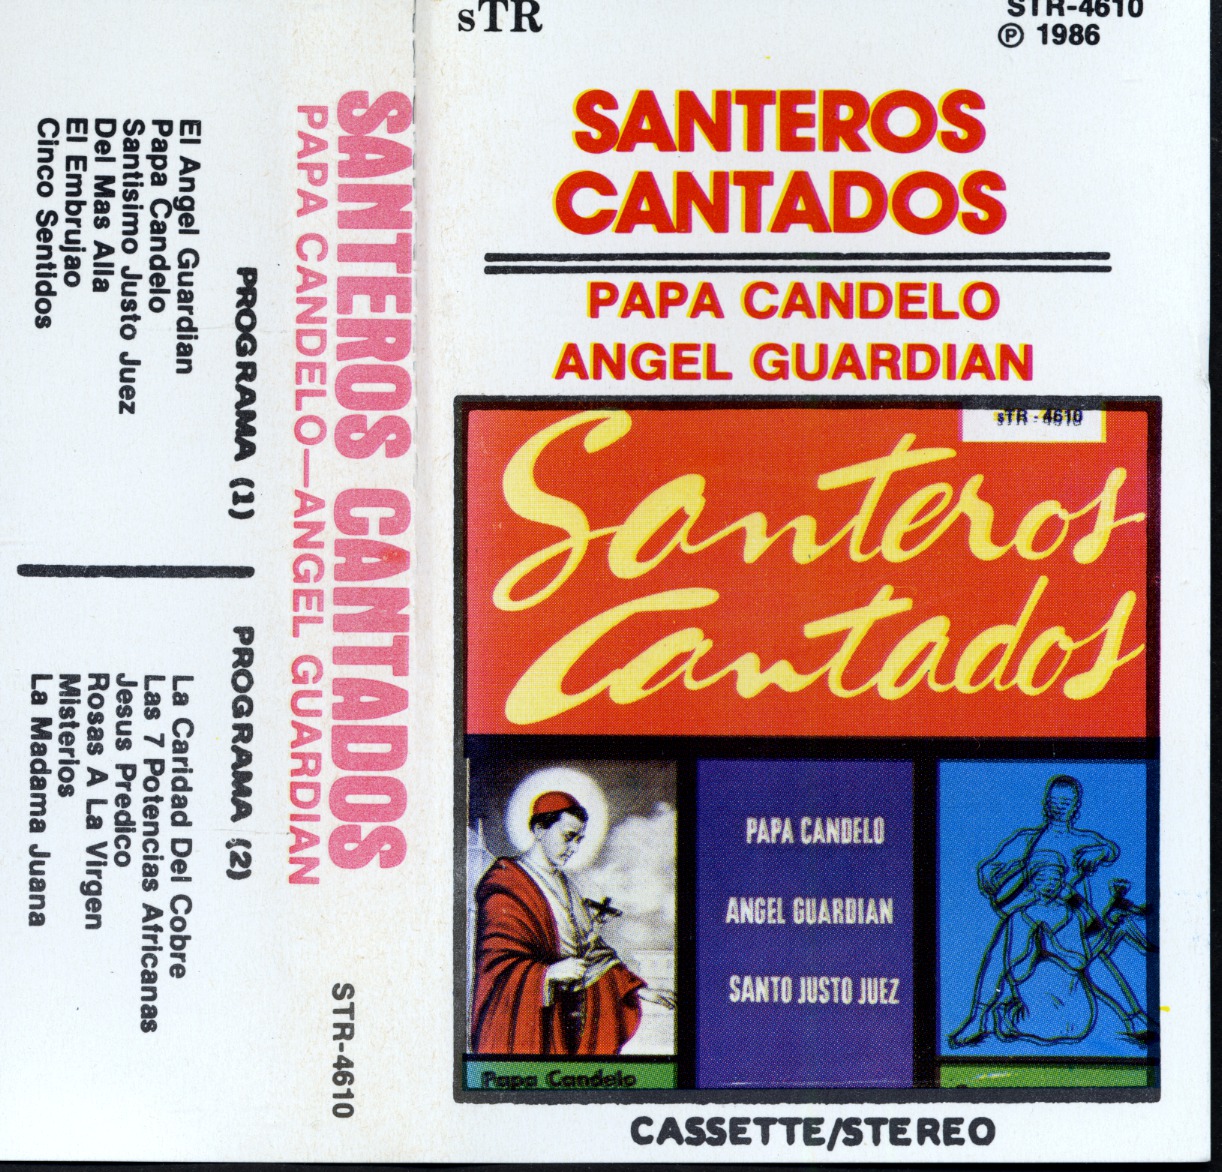 sTR
STR-4610
℗ 1986
SANTEROS
CANTADOS
PAPA CANDELO
ANGEL GUARDIAN
sTR - 4610
Santeros
Cantados
PAPA CANDELO
ANGEL GUARDIAN
SANTO JUSTO JUEZ
Papa Candelo
CASSETTE/STEREO
SANTEROS CANTADOS
PAPA CANDELO—ANGEL GUARDIAN
STR-4610
PROGRAMA (1)
El Angel Guardian
Papa Candelo
Santisimo Justo Juez
Del Mas Alla
El Embrujao
Cinco Sentidos
PROGRAMA (2)
La Caridad Del Cobre
Las 7 Potencias Africanas
Jesus Predico
Rosas A La Virgen
Misterios
La Madama Juana